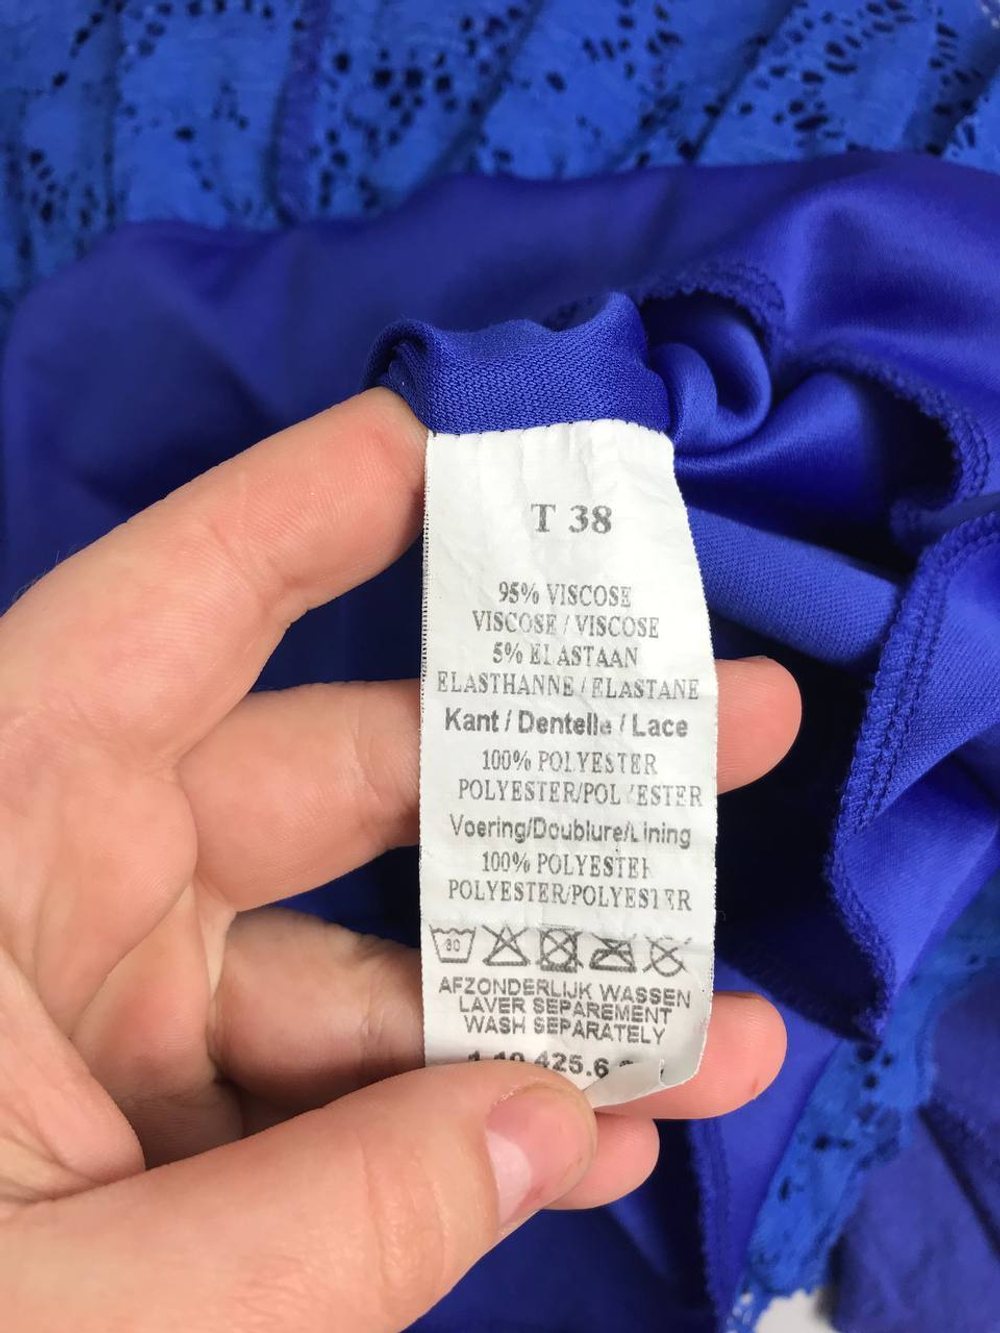 T 38
95% VISCOSE
VISCOSE / VISCOSE
5% ELASTAAN
ELASTHANNE / ELASTANE
Kant / Dentelle / Lace
100% POLYESTER
POLYESTER/POLYESTER
Voering/Doublure/Lining
100% POLYESTER
POLYESTER/POLYESTER
30
AFZONDERLIJK WASSEN
LAVER SEPAREMENT
WASH SEPARATELY